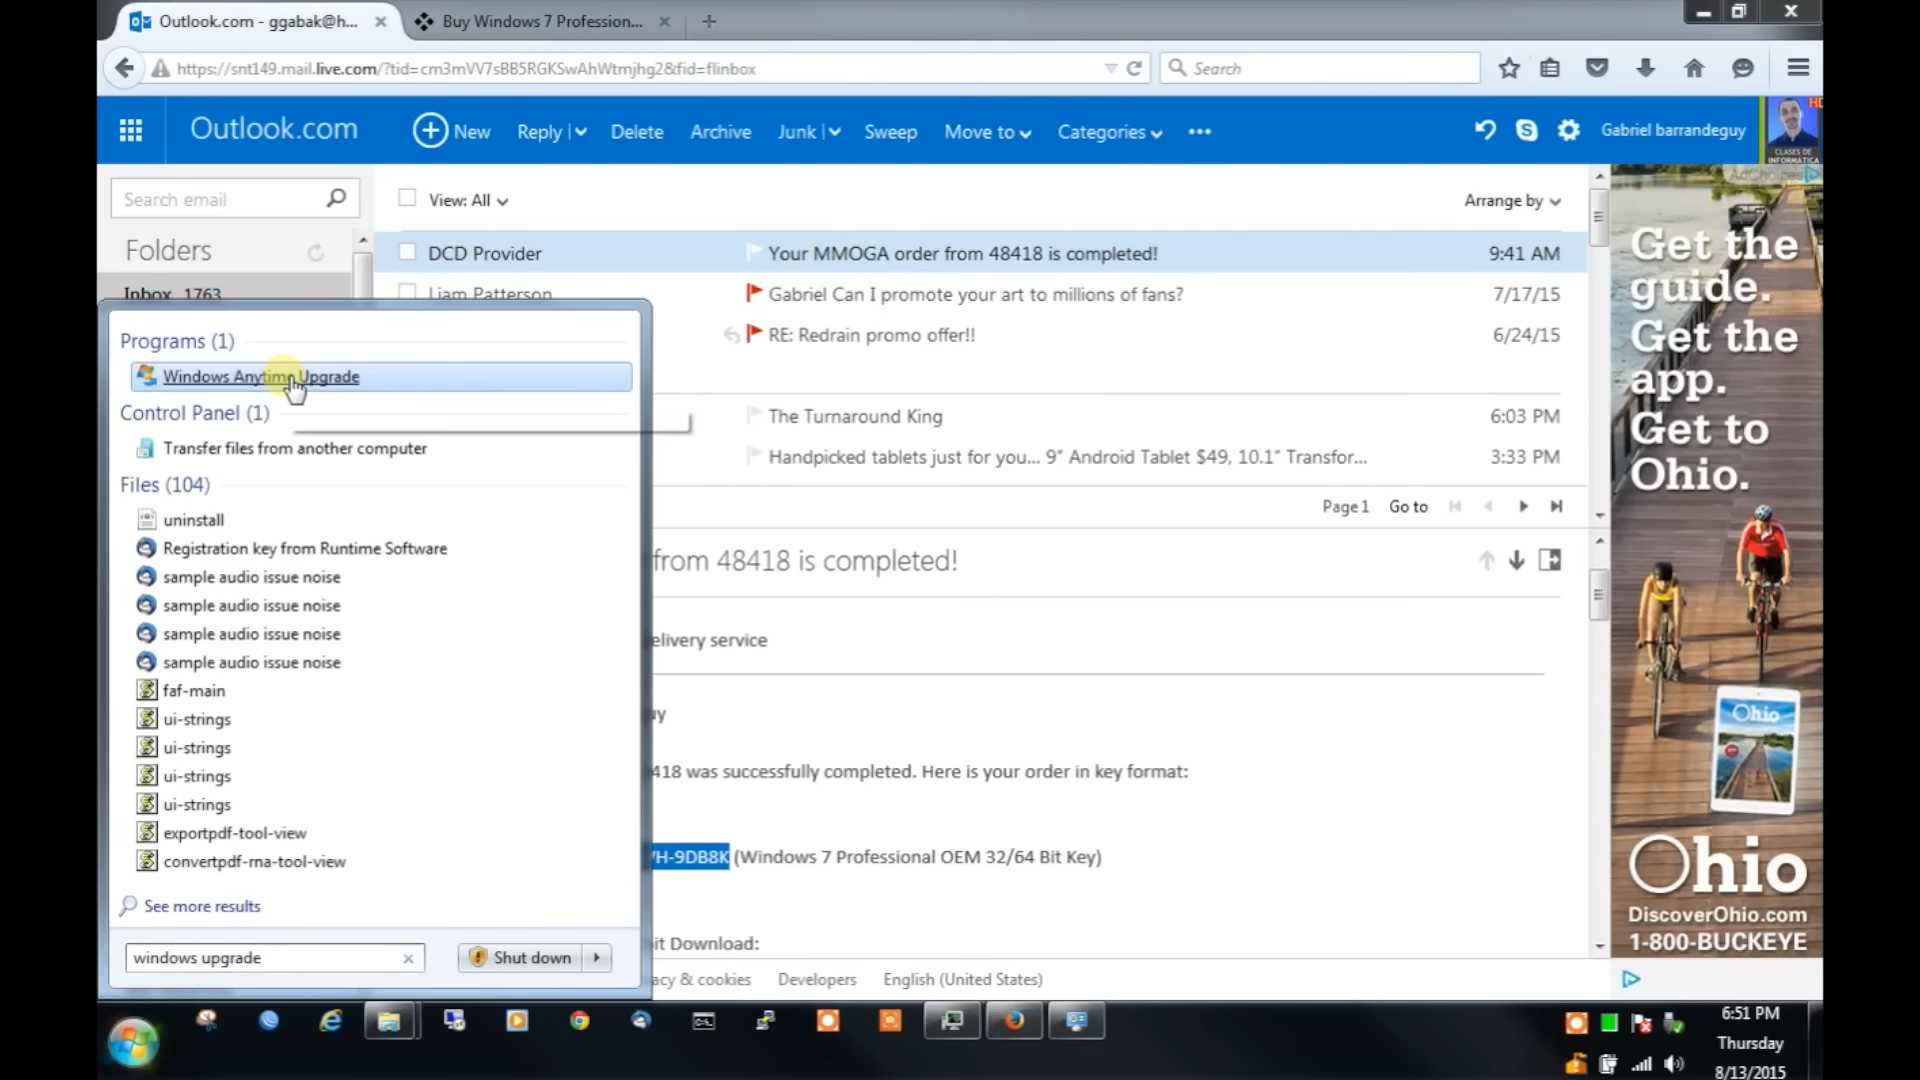 Outlook.com - ggabak@h...
Buy Windows 7 Profession...
https://snt149.mail.live.com/?tid=cm3mVV7sBB5RGKSwAhWtmjhg2&fid=flinbox
Search
Outlook.com
New
Reply
Delete
Archive
Junk
Sweep
Move to
Categories
Gabriel barrandeguy
HD
CLASES DE
INFORMÁTICA
AdChoices
Search email
View: All
Arrange by
Folders
Inbox 1763
DCD Provider
Your MMOGA order from 48418 is completed!
9:41 AM
Liam Patterson
Gabriel Can I promote your art to millions of fans?
7/17/15
RE: Redrain promo offer!!
6/24/15
The Turnaround King
6:03 PM
Handpicked tablets just for you... 9" Android Tablet $49, 10.1" Transfor...
3:33 PM
Page 1
Go to
from 48418 is completed!
elivery service
uy
418 was successfully completed. Here is your order in key format:
VH-9DB8K (Windows 7 Professional OEM 32/64 Bit Key)
it Download:
acy & cookies
Developers
English (United States)
Programs (1)
Windows Anytime Upgrade
Control Panel (1)
Transfer files from another computer
Files (104)
uninstall
Registration key from Runtime Software
sample audio issue noise
sample audio issue noise
sample audio issue noise
sample audio issue noise
faf-main
ui-strings
ui-strings
ui-strings
ui-strings
exportpdf-tool-view
convertpdf-rna-tool-view
See more results
windows upgrade
Shut down
Get the
guide.
Get the
app.
Get to
Ohio.
Ohio
Ohio
DiscoverOhio.com
1-800-BUCKEYE
6:51 PM
Thursday
8/13/2015